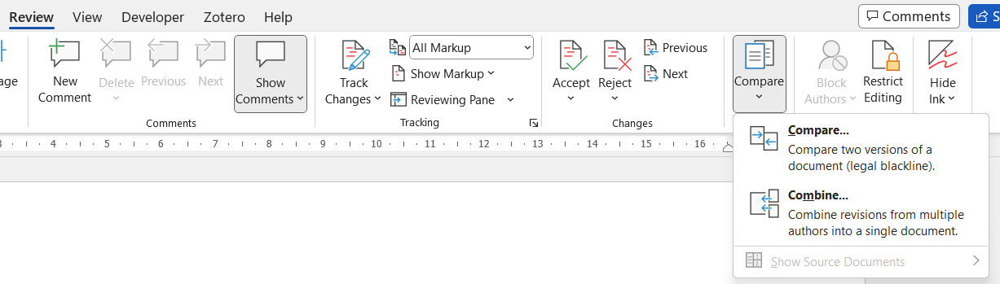 Review View Developer Zotero Help Comments S
age New Comment Delete Previous Next Show Comments Track Changes All Markup Show Markup Reviewing Pane Accept Reject Previous Next Compare Block Authors Restrict Editing Hide Ink
Comments Tracking Changes
3 4 5 6 7 8 9 10 11 12 13 14 15 16
Compare...
Compare two versions of a
document (legal blackline).
Combine...
Combine revisions from multiple
authors into a single document.
Show Source Documents